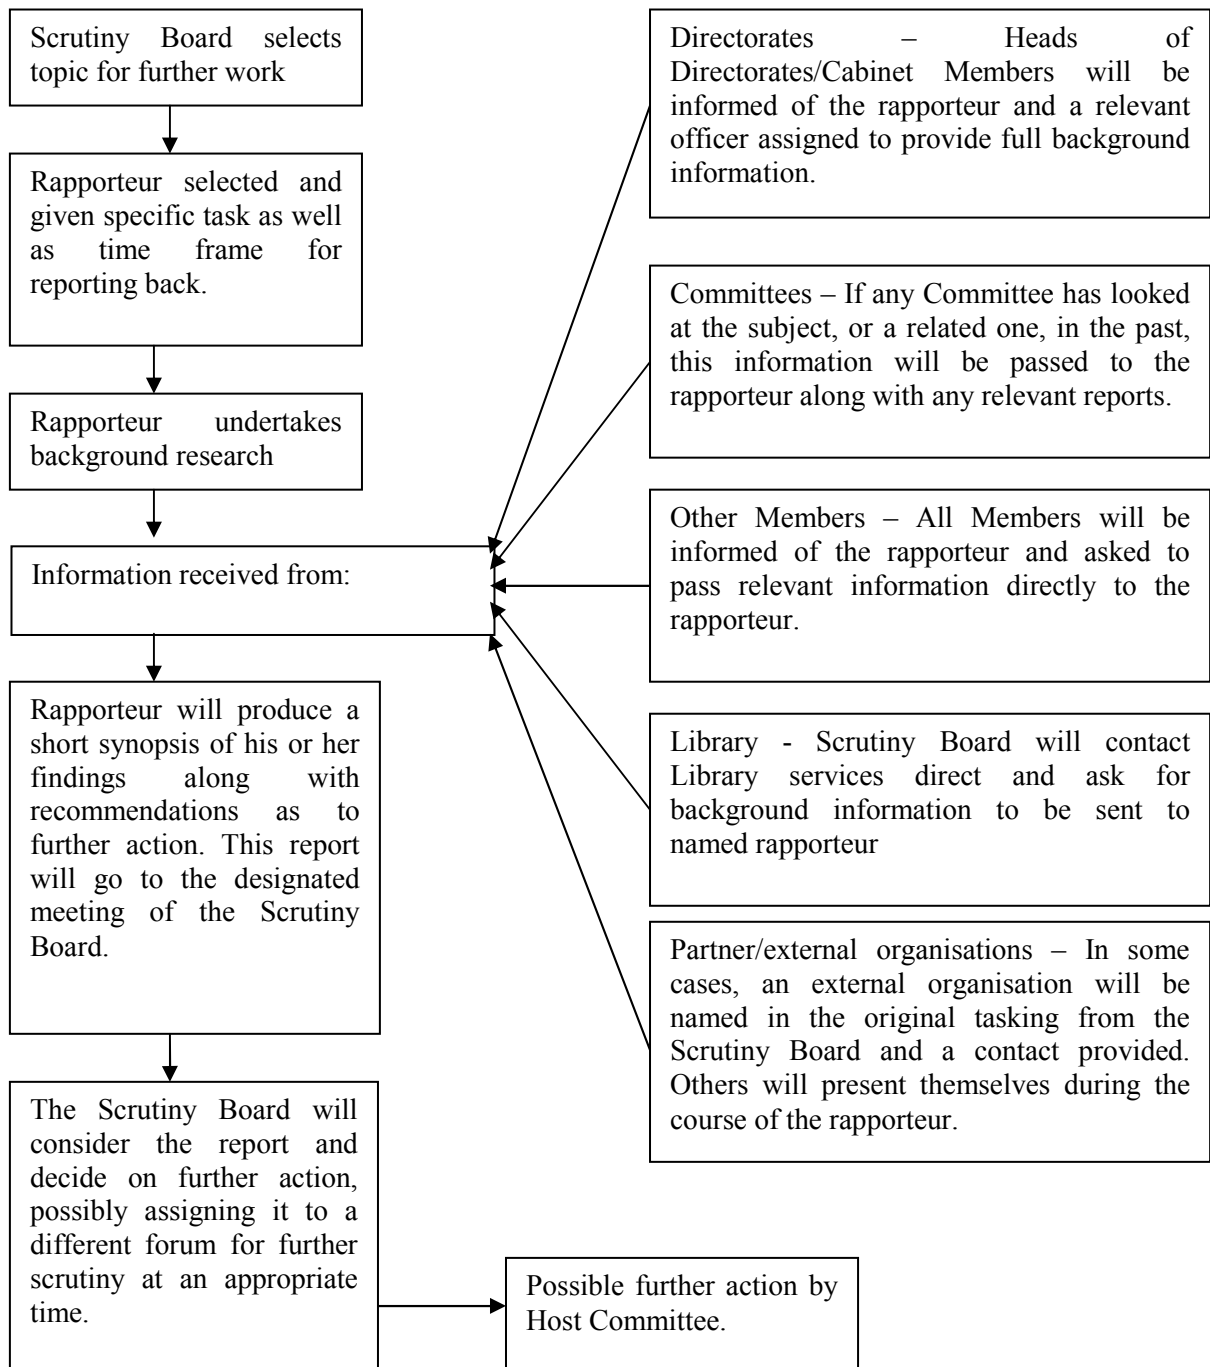 Scrutiny Board selects
topic for further work
Rapporteur selected and
given specific task as well
as time frame for
reporting back.
Rapporteur undertakes
background research
Information received from:
Rapporteur will produce a
short synopsis of his or her
findings along with
recommendations as to
further action. This report
will go to the designated
meeting of the Scrutiny
Board.
The Scrutiny Board will
consider the report and
decide on further action,
possibly assigning it to a
different forum for further
scrutiny at an appropriate
time.
Directorates – Heads of
Directorates/Cabinet Members will be
informed of the rapporteur and a relevant
officer assigned to provide full background
information.
Committees – If any Committee has looked
at the subject, or a related one, in the past,
this information will be passed to the
rapporteur along with any relevant reports.
Other Members – All Members will be
informed of the rapporteur and asked to
pass relevant information directly to the
rapporteur.
Library - Scrutiny Board will contact
Library services direct and ask for
background information to be sent to
named rapporteur
Partner/external organisations – In some
cases, an external organisation will be
named in the original tasking from the
Scrutiny Board and a contact provided.
Others will present themselves during the
course of the rapporteur.
Possible further action by
Host Committee.